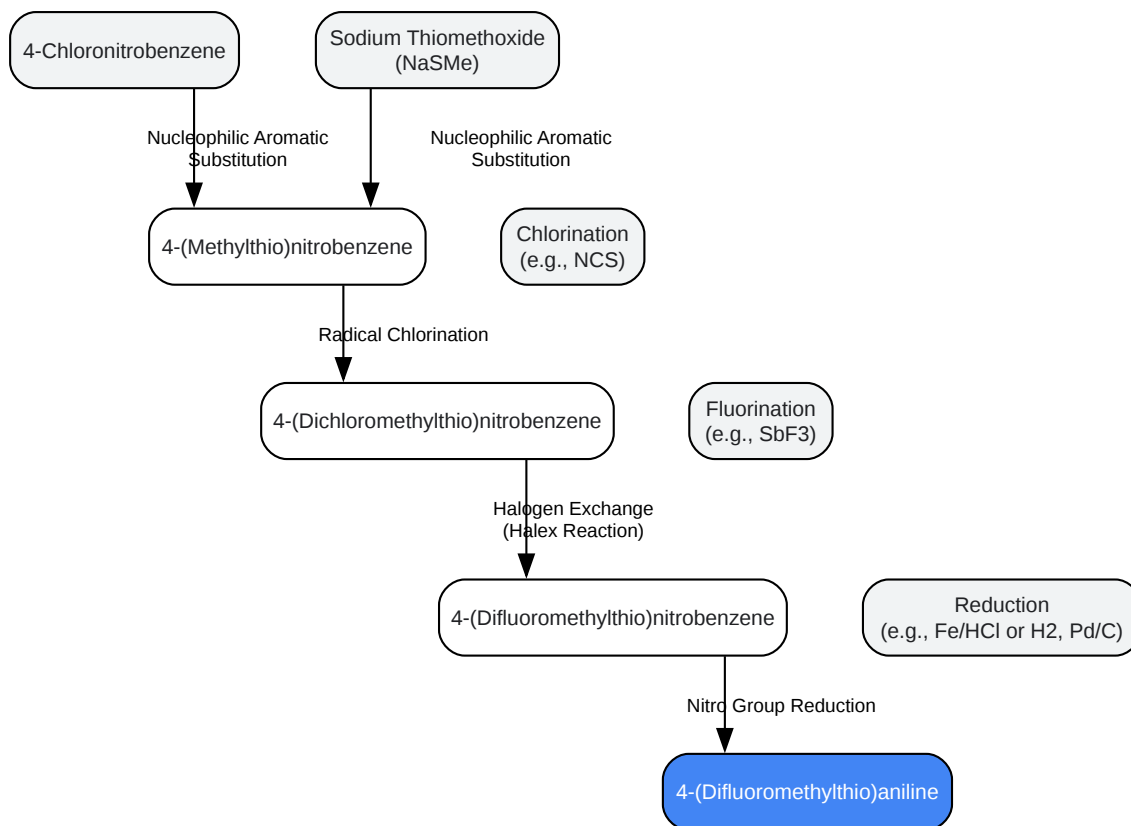 4-Chloronitrobenzene
Sodium Thiomethoxide
(NaSMe)
Nucleophilic Aromatic
Substitution
Nucleophilic Aromatic
Substitution
4-(Methylthio)nitrobenzene
Chlorination
(e.g., NCS)
Radical Chlorination
4-(Dichloromethylthio)nitrobenzene
Fluorination
(e.g., SbF3)
Halogen Exchange
(Halex Reaction)
4-(Difluoromethylthio)nitrobenzene
Reduction
(e.g., Fe/HCl or H2, Pd/C)
Nitro Group Reduction
4-(Difluoromethylthio)aniline